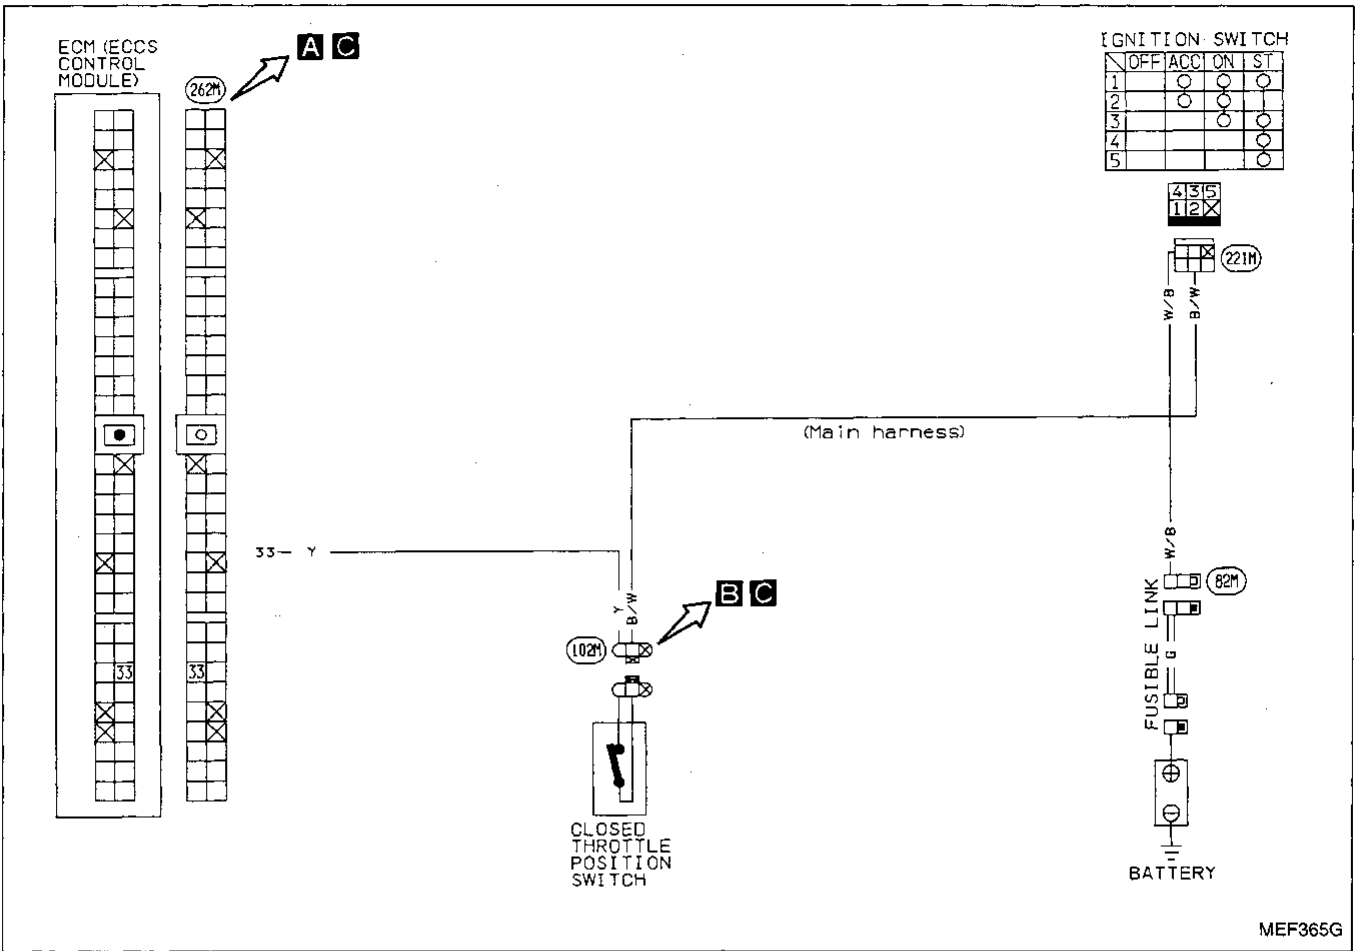 ECM (ECCS
CONTROL
MODULE)
262M
A C
33
33
33 Y
Y
B/W
102M
B C
CLOSED
THROTTLE
POSITION
SWITCH
(Main harness)
IGNITION SWITCH
OFF ACC ON ST
1
2
3
4
5
4 3 5
1 2
221M
W/B
B/W
W/B
82M
FUSIBLE LINK
G
BATTERY
MEF365G